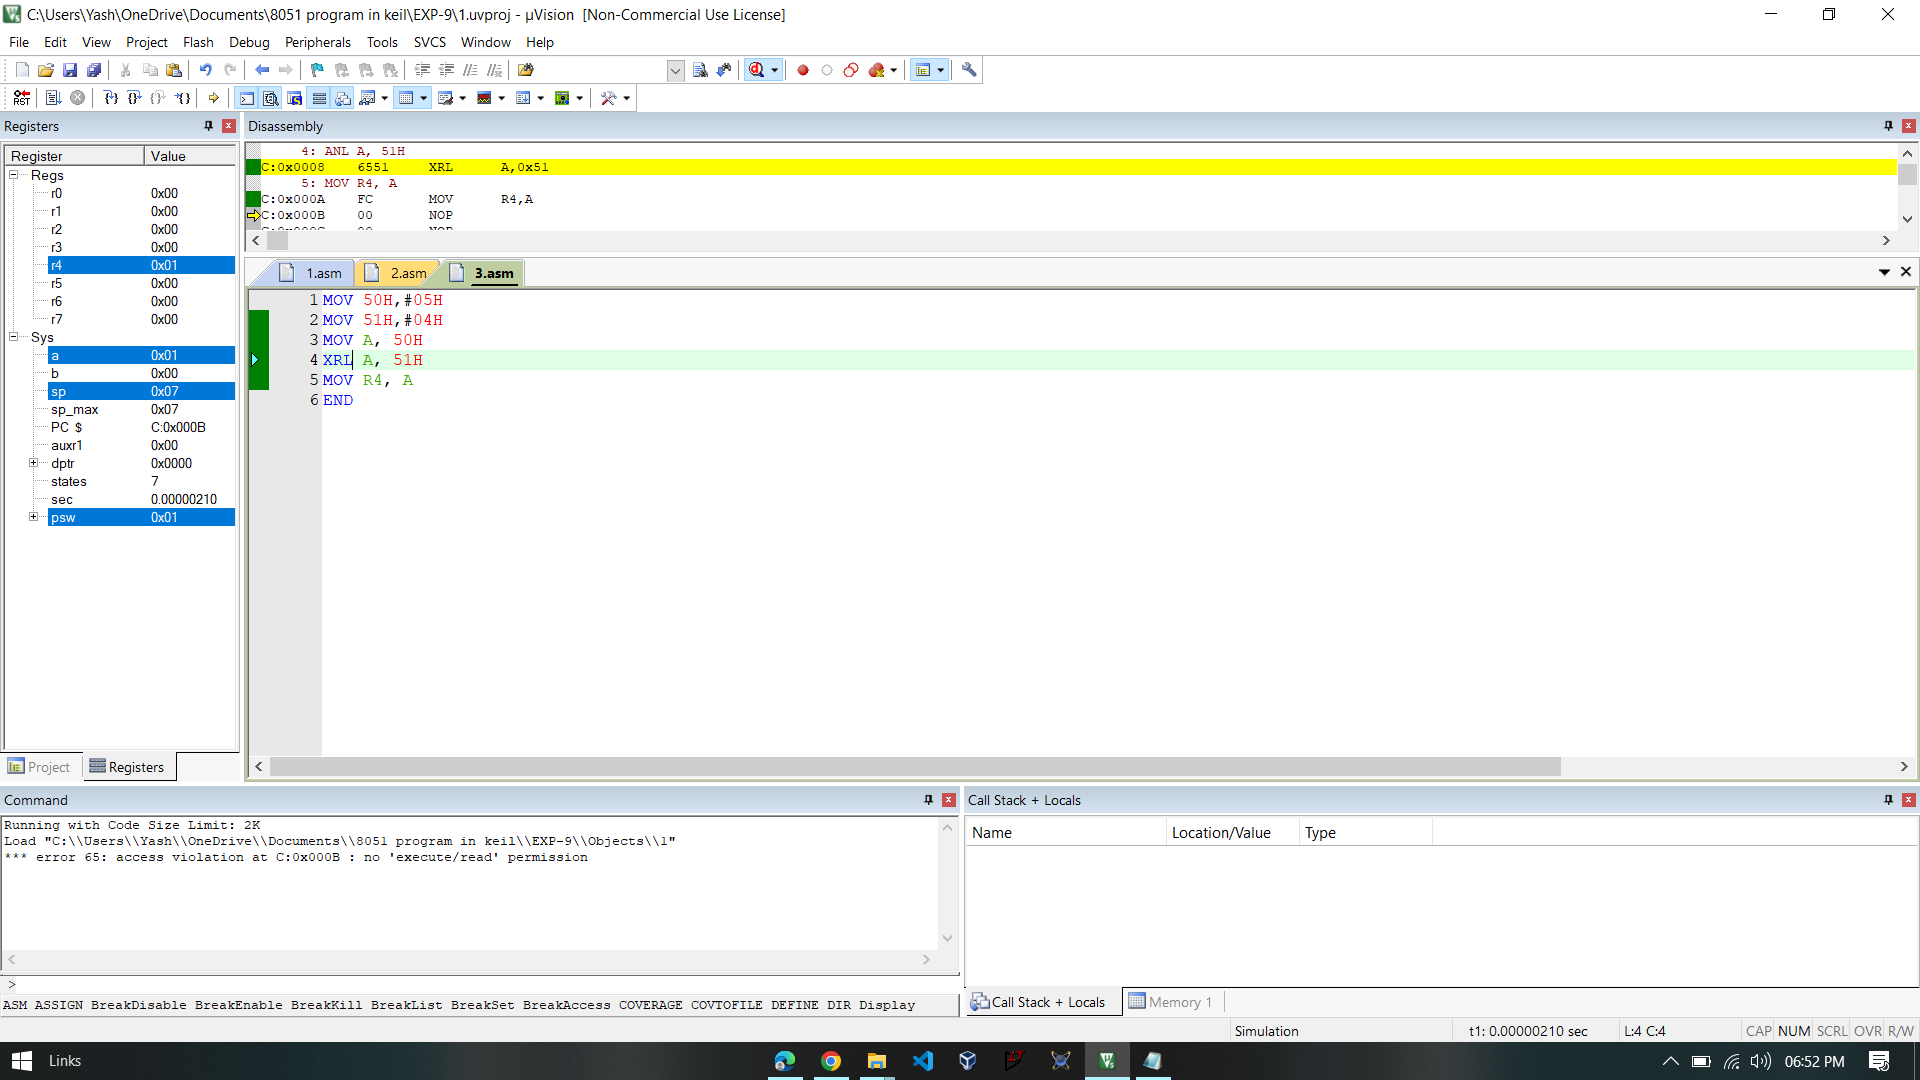 C:\Users\Yash\OneDrive\Documents\8051 program in keil\EXP-9\1.uvproj - µVision  [Non-Commercial Use License]
File Edit View Project Flash Debug Peripherals Tools SVCS Window Help
Registers
Register Value
Regs
r0 0x00
r1 0x00
r2 0x00
r3 0x00
r4 0x01
r5 0x00
r6 0x00
r7 0x00
Sys
a 0x01
b 0x00
sp 0x07
sp_max 0x07
PC $ C:0x000B
auxr1 0x00
dptr 0x0000
states 7
sec 0.00000210
psw 0x01
Project Registers
Disassembly
4: ANL A, 51H
C:0x0008 6551 XRL A,0x51
5: MOV R4, A
C:0x000A FC MOV R4,A
C:0x000B 00 NOP
1.asm 2.asm 3.asm
1 MOV 50H,#05H
2 MOV 51H,#04H
3 MOV A, 50H
4 XRL A, 51H
5 MOV R4, A
6 END
Command
Running with Code Size Limit: 2K
Load "C:\\Users\\Yash\\OneDrive\\Documents\\8051 program in keil\\EXP-9\\Objects\\1"
*** error 65: access violation at C:0x000B : no 'execute/read' permission
>
ASM ASSIGN BreakDisable BreakEnable BreakKill BreakList BreakSet BreakAccess COVERAGE COVTOFILE DEFINE DIR Display
Call Stack + Locals
Name Location/Value Type
Call Stack + Locals Memory 1
Simulation t1: 0.00000210 sec L:4 C:4 CAP NUM SCRL OVR R/W
Links 06:52 PM